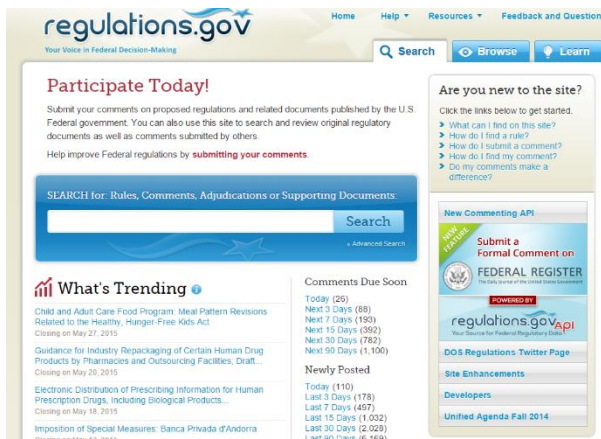 regulations.gov
Your Voice in Federal Decision-Making
Home Help Resources Feedback and Question
Search Browse Learn
Participate Today!
Submit your comments on proposed regulations and related documents published by the U.S.
Federal government. You can also use this site to search and review original regulatory
documents as well as comments submitted by others.
Help improve Federal regulations by submitting your comments.
SEARCH for: Rules, Comments, Adjudications or Supporting Documents:
Search
» Advanced Search
What's Trending
Child and Adult Care Food Program: Meal Pattern Revisions
Related to the Healthy, Hunger-Free Kids Act
Closing on May 27, 2015
Guidance for Industry Repackaging of Certain Human Drug
Products by Pharmacies and Outsourcing Facilities, Draft...
Closing on May 20, 2015
Electronic Distribution of Prescribing Information for Human
Prescription Drugs, Including Biological Products...
Closing on May 18, 2015
Imposition of Special Measures: Banca Privada d'Andorra
Comments Due Soon
Today (26)
Next 3 Days (88)
Next 7 Days (193)
Next 15 Days (392)
Next 30 Days (782)
Next 90 Days (1,100)
Newly Posted
Today (110)
Last 3 Days (178)
Last 7 Days (497)
Last 15 Days (1,032)
Last 30 Days (2,028)
Are you new to the site?
Click the links below to get started.
What can I find on this site?
How do I find a rule?
How do I submit a comment?
How do I find my comment?
Do my comments make a
difference?
New Commenting API
NEW FEATURE
Submit a
Formal Comment on
FEDERAL REGISTER
The Daily Journal of the United States Government
POWERED BY
regulations.gov API
Your Source for Federal Regulatory Data
DOS Regulations Twitter Page
Site Enhancements
Developers
Unified Agenda Fall 2014